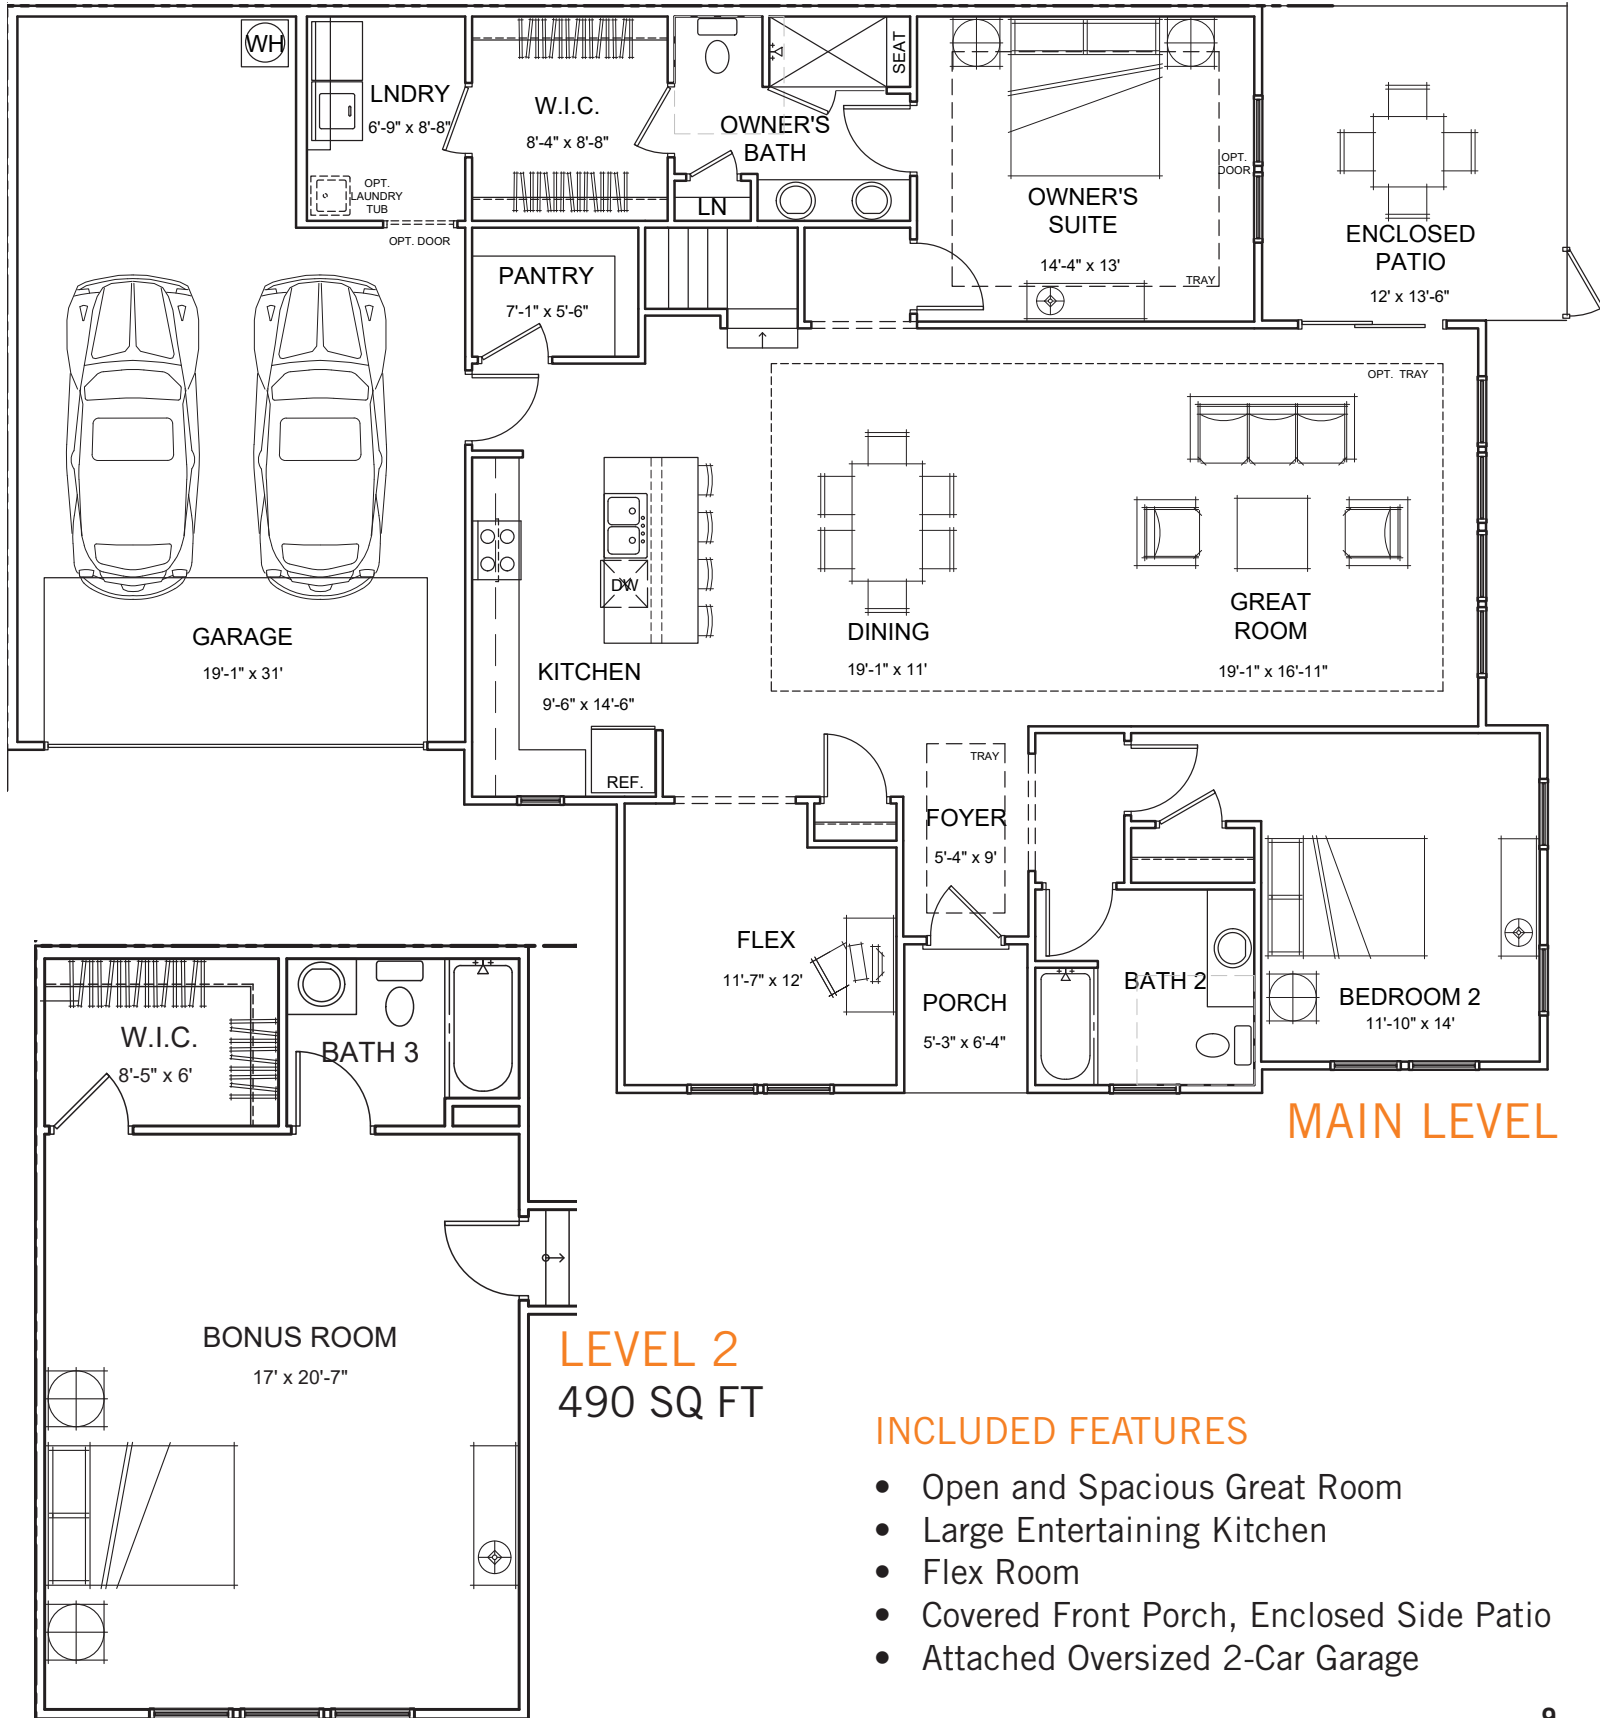 WH
LNDRY
6'-9" x 8'-8"
OPT.
LAUNDRY
TUB
OPT. DOOR
W.I.C.
8'-4" x 8'-8"
OWNER'S
BATH
SEAT
LN
OWNER'S
SUITE
14'-4" x 13'
TRAY
OPT.
DOOR
ENCLOSED
PATIO
12' x 13'-6"
PANTRY
7'-1" x 5'-6"
OPT. TRAY
GARAGE
19'-1" x 31'
DW
KITCHEN
9'-6" x 14'-6"
REF.
DINING
19'-1" x 11'
GREAT
ROOM
19'-1" x 16'-11"
TRAY
FOYER
5'-4" x 9'
FLEX
11'-7" x 12'
PORCH
5'-3" x 6'-4"
BATH 2
BEDROOM 2
11'-10" x 14'
MAIN LEVEL
W.I.C.
8'-5" x 6'
BATH 3
BONUS ROOM
17' x 20'-7"
LEVEL 2
490 SQ FT
INCLUDED FEATURES
• Open and Spacious Great Room
• Large Entertaining Kitchen
• Flex Room
• Covered Front Porch, Enclosed Side Patio
• Attached Oversized 2-Car Garage
9